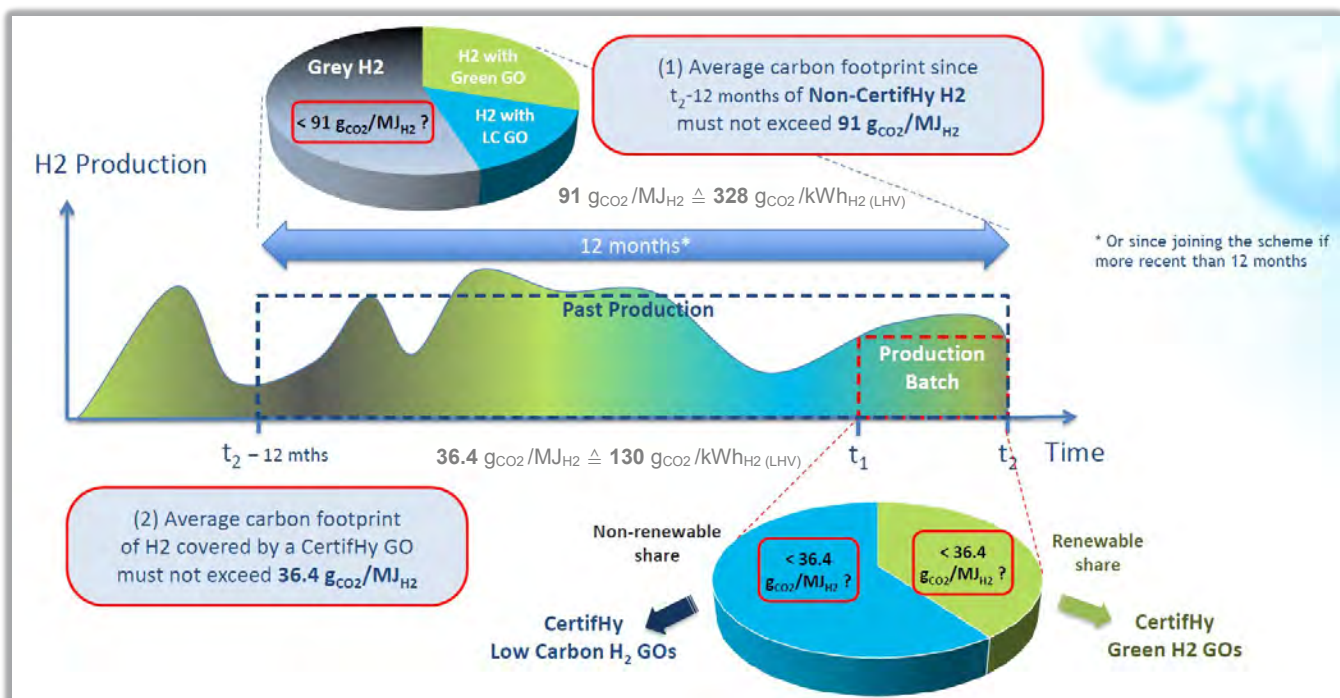 Grey H2
H2 with
Green GO
H2 with
LC GO
< 91 gCO2/MJH2 ?
(1) Average carbon footprint since
t2-12 months of Non-CertifHy H2
must not exceed 91 gCO2/MJH2
H2 Production
91 gCO2/MJH2 ≙ 328 gCO2/kWhH2 (LHV)
12 months*
* Or since joining the scheme if
more recent than 12 months
Past Production
Production
Batch
t2 – 12 mths
t1
t2
Time
36.4 gCO2/MJH2 ≙ 130 gCO2/kWhH2 (LHV)
(2) Average carbon footprint
of H2 covered by a CertifHy GO
must not exceed 36.4 gCO2/MJH2
Non-renewable
share
< 36.4
gCO2/MJH2 ?
< 36.4
gCO2/MJH2 ?
Renewable
share
CertifHy
Low Carbon H2 GOs
CertifHy
Green H2 GOs